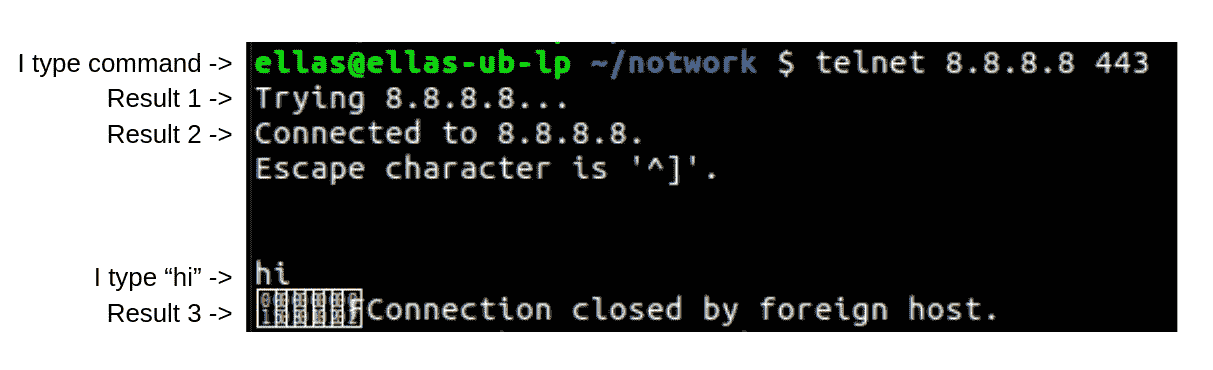 I type command -> ellas@ellas-ub-lp ~/notwork $ telnet 8.8.8.8 443
Result 1 -> Trying 8.8.8.8...
Result 2 -> Connected to 8.8.8.8.
Escape character is '^]'.
I type “hi” -> hi
Result 3 -> Connection closed by foreign host.